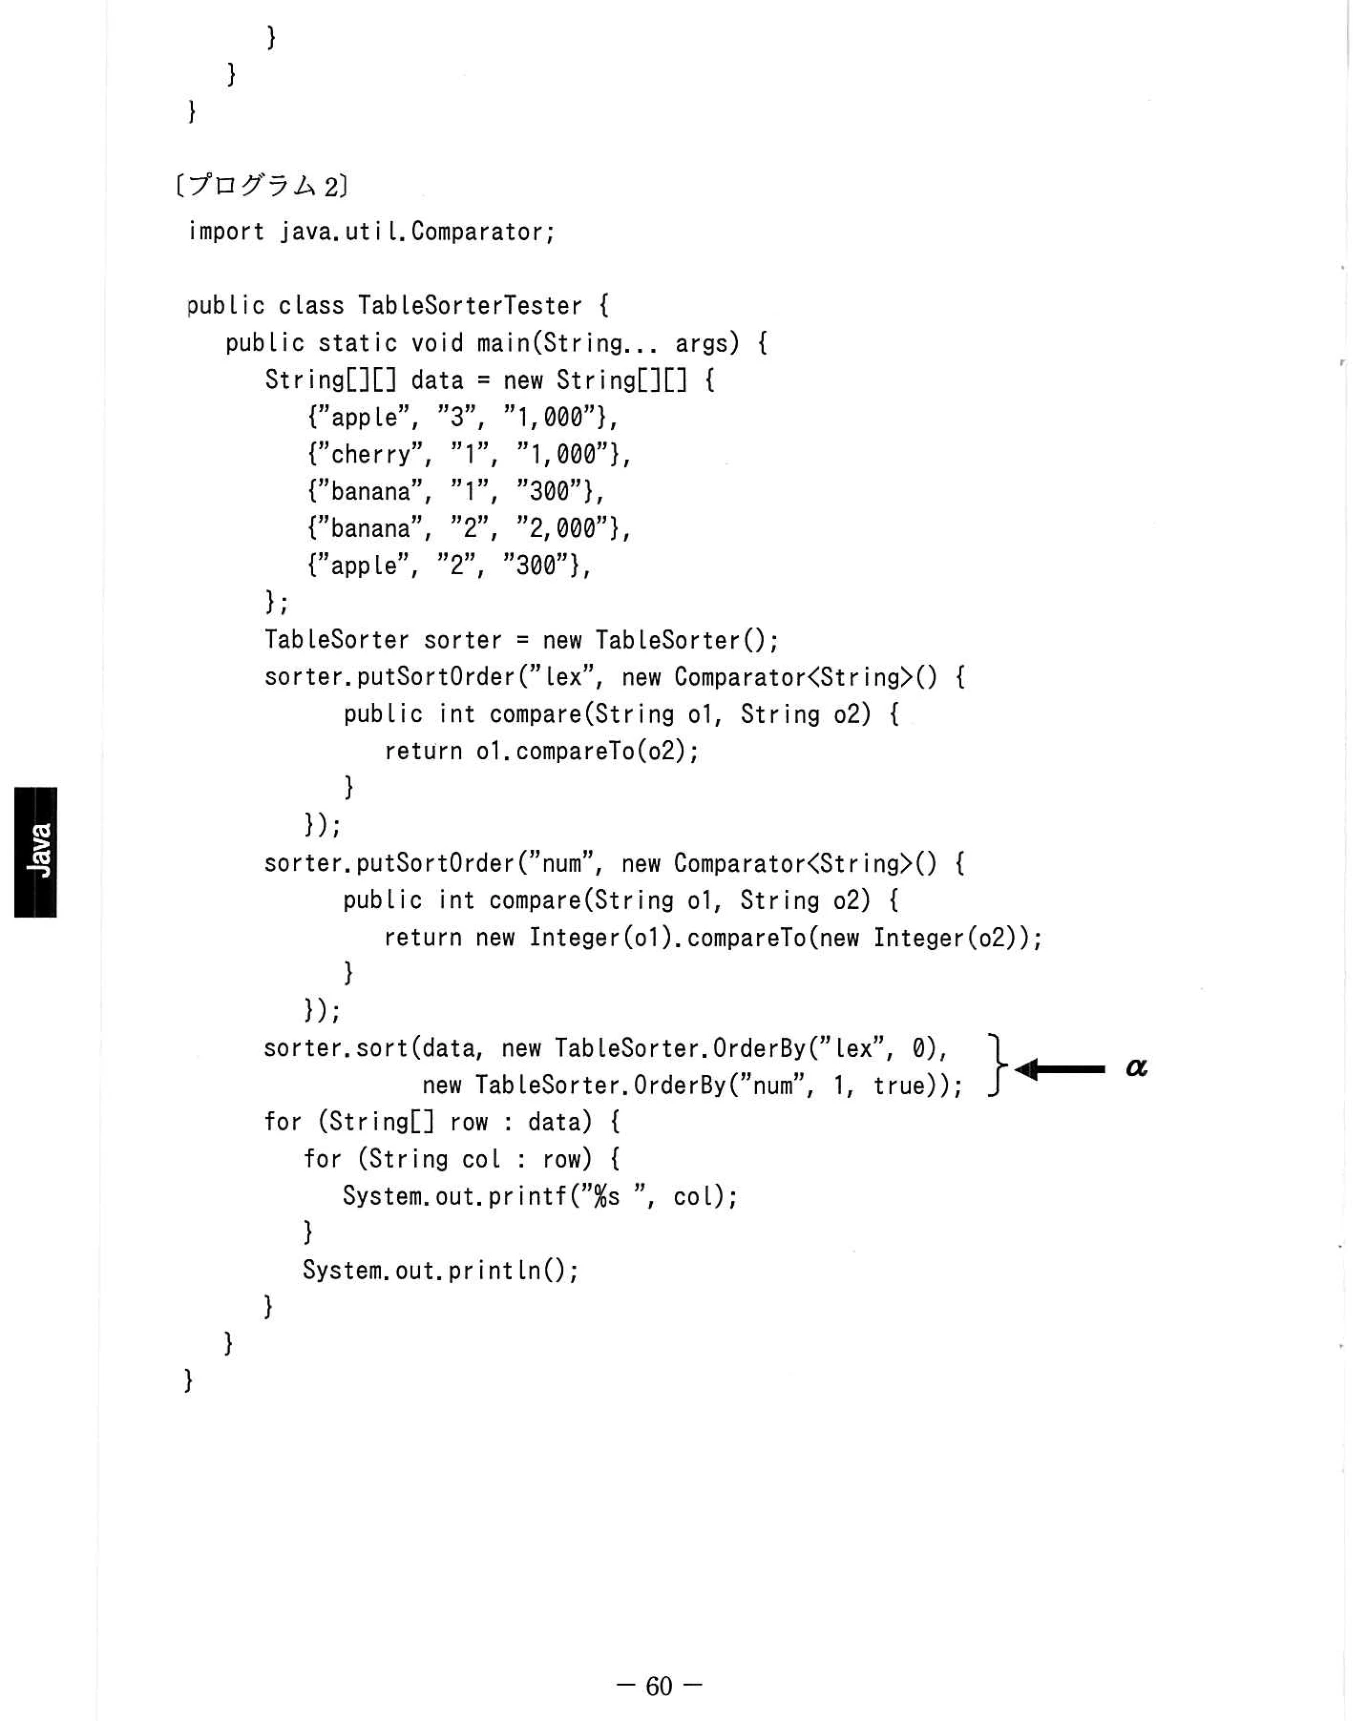 }
}
}
〔プログラム 2〕
import java.util.Comparator;
public class TableSorterTester {
public static void main(String... args) {
String[][] data = new String[][] {
{"apple", "3", "1,000"},
{"cherry", "1", "1,000"},
{"banana", "1", "300"},
{"banana", "2", "2,000"},
{"apple", "2", "300"},
};
TableSorter sorter = new TableSorter();
sorter.putSortOrder("lex", new Comparator<String>() {
public int compare(String o1, String o2) {
return o1.compareTo(o2);
}
});
sorter.putSortOrder("num", new Comparator<String>() {
public int compare(String o1, String o2) {
return new Integer(o1).compareTo(new Integer(o2));
}
});
sorter.sort(data, new TableSorter.OrderBy("lex", 0),
new TableSorter.OrderBy("num", 1, true));
α
for (String[] row : data) {
for (String col : row) {
System.out.printf("%s ", col);
}
System.out.println();
}
}
}
Java
— 60 —